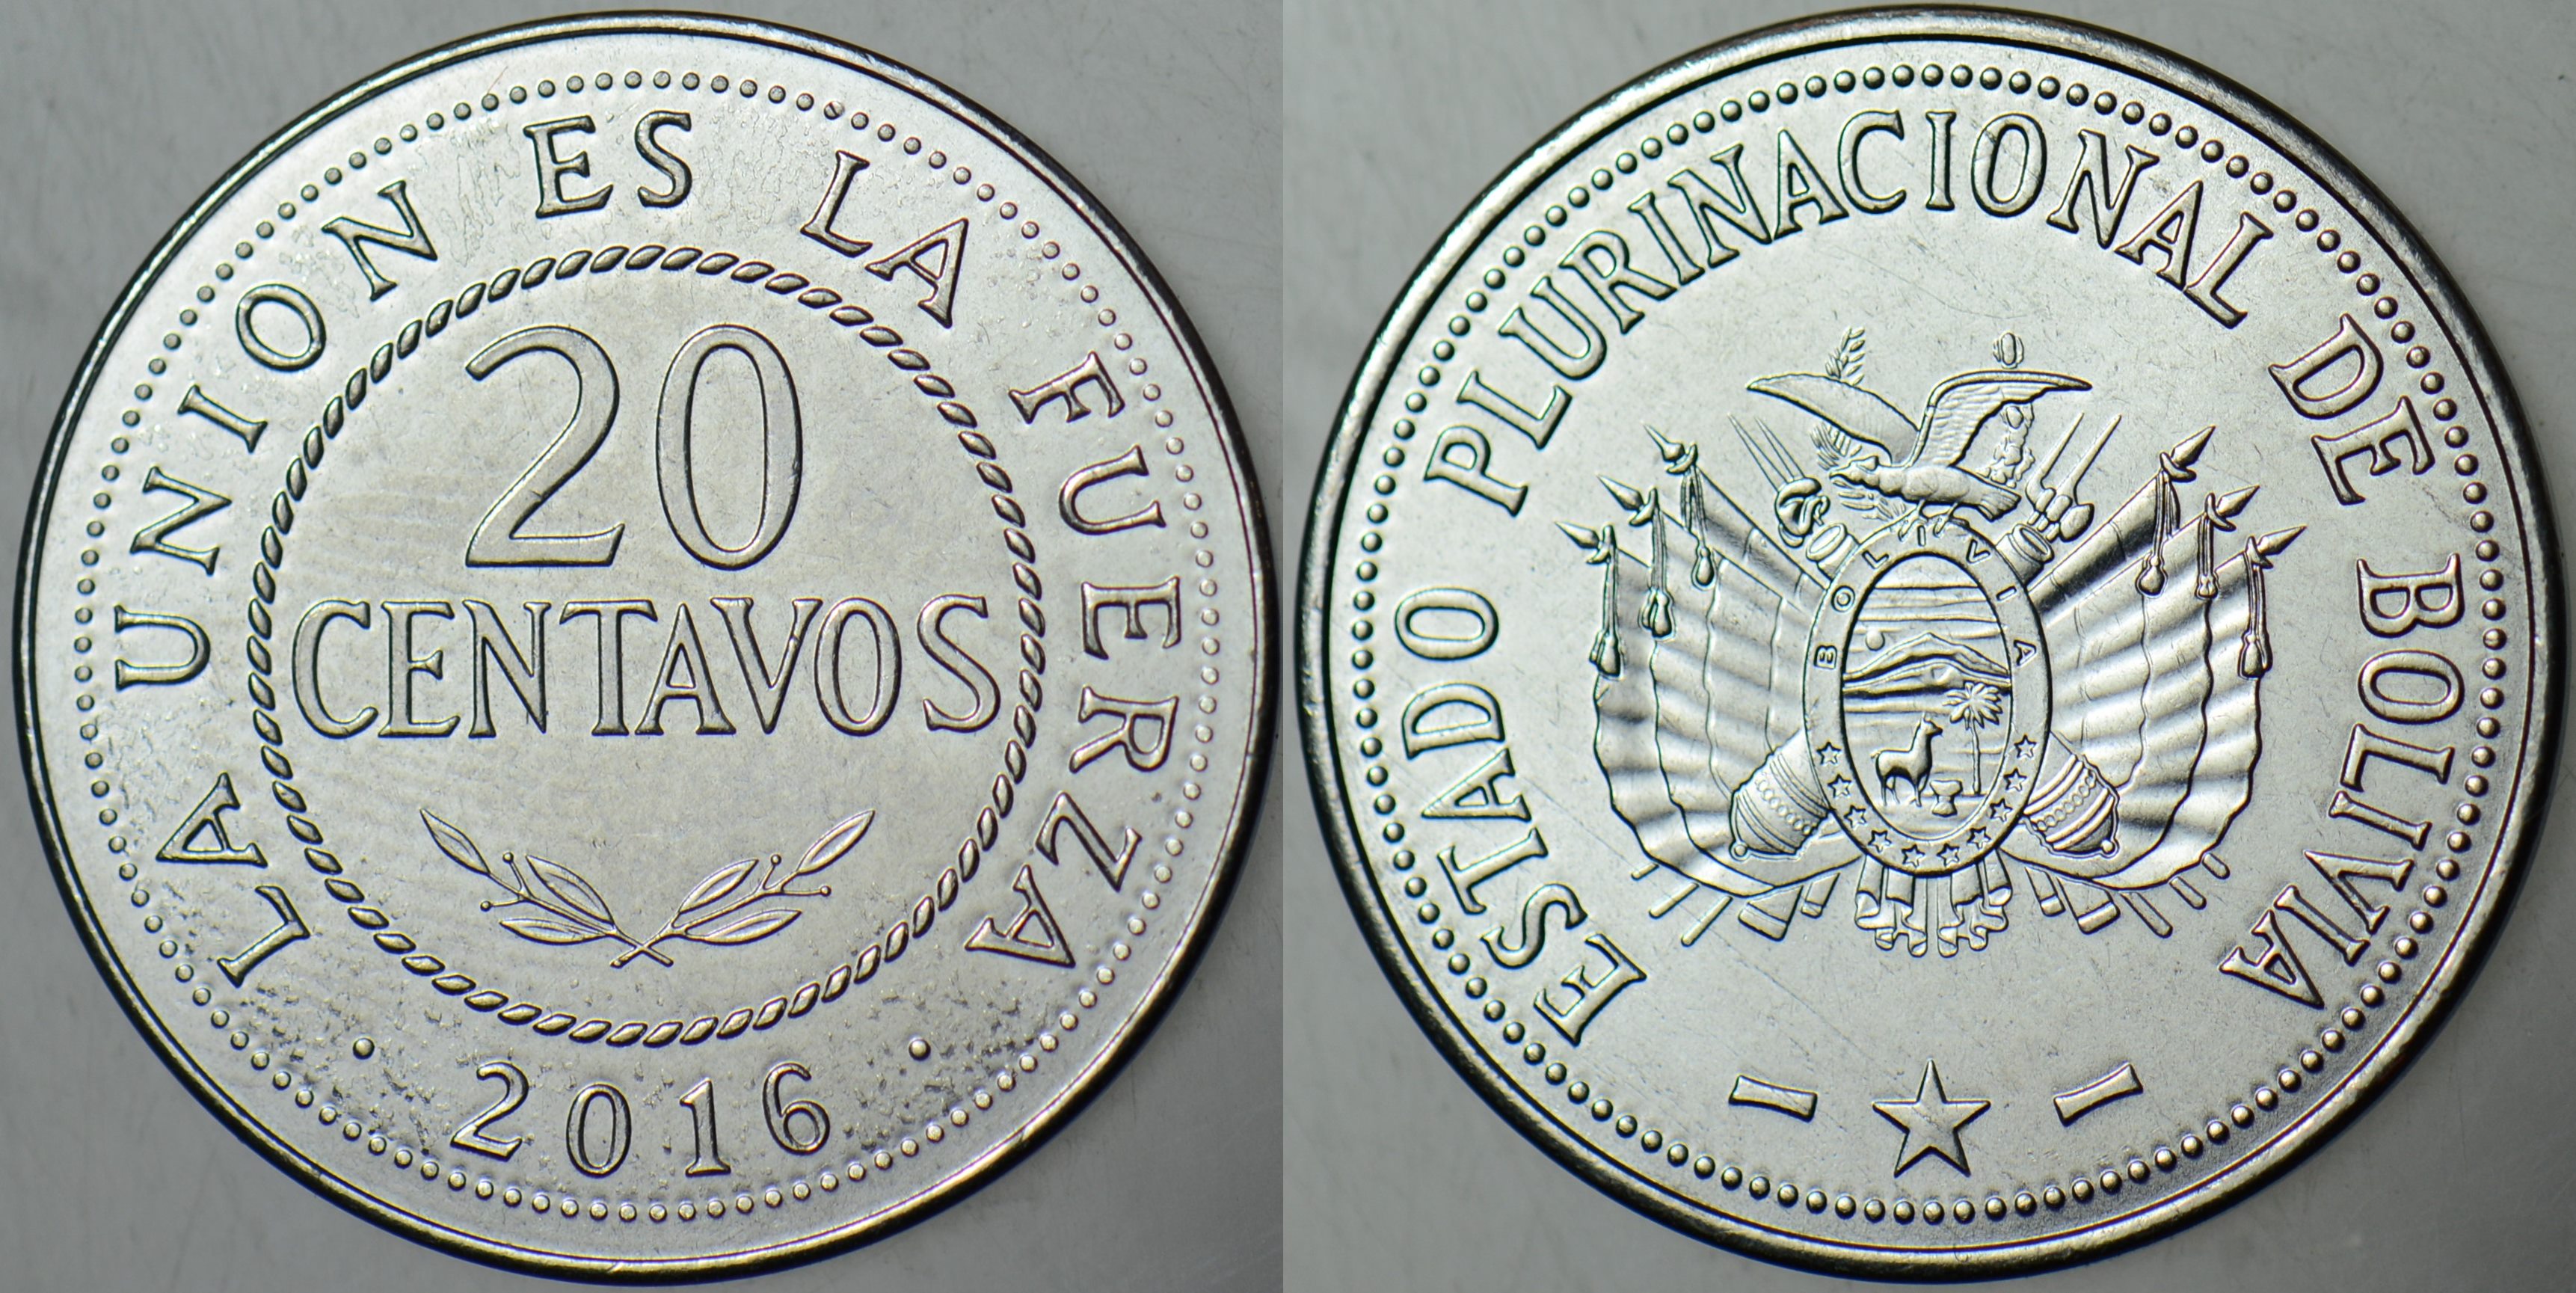 LA UNION ES LA FUERZA
20
CENTAVOS
· 2016 ·
ESTADO PLURINACIONAL DE BOLIVIA
BOLIVIA